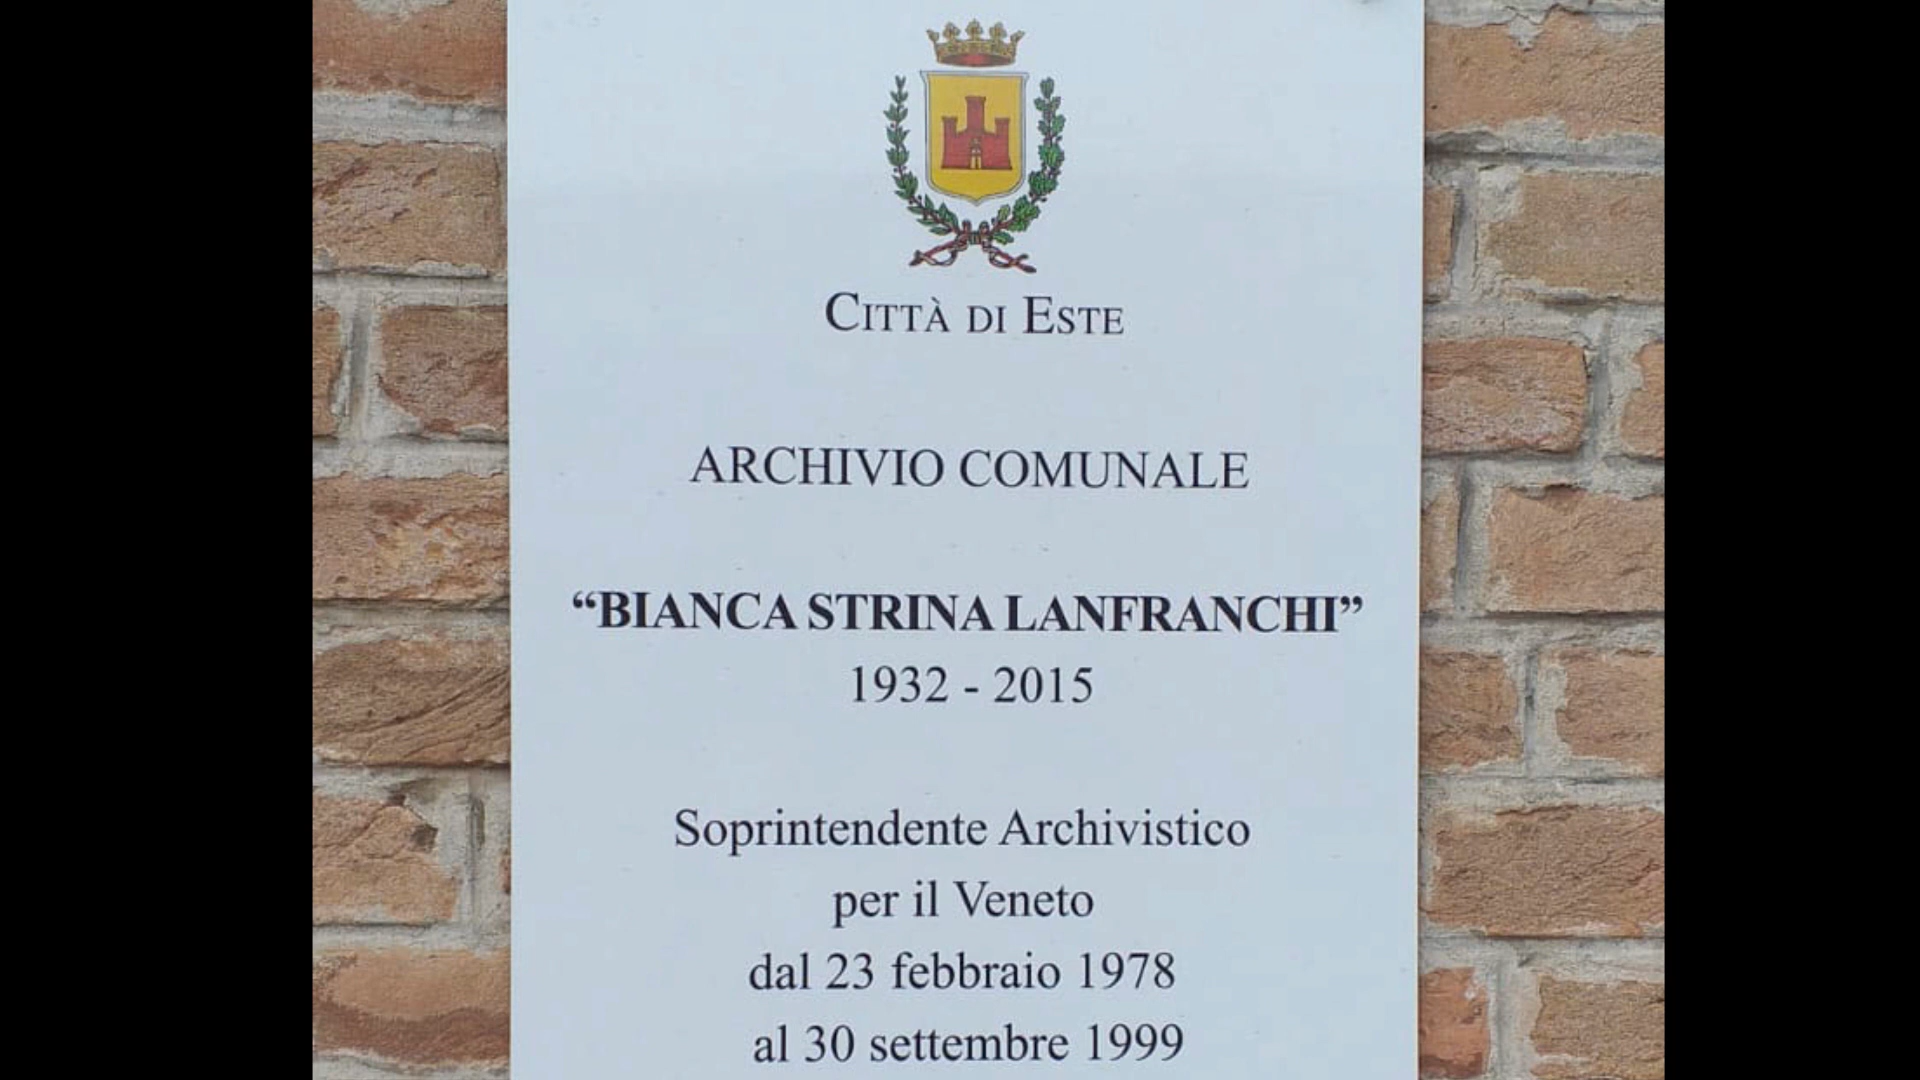 Città di Este
ARCHIVIO COMUNALE
“BIANCA STRINA LANFRANCHI”
1932 - 2015
Soprintendente Archivistico
per il Veneto
dal 23 febbraio 1978
al 30 settembre 1999